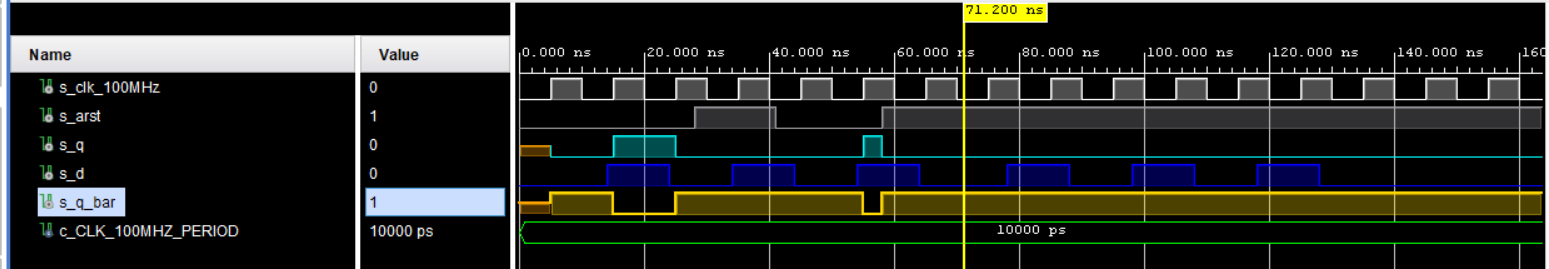 71.200 ns
Name Value 0.000 ns 20.000 ns 40.000 ns 60.000 ns 80.000 ns 100.000 ns 120.000 ns 140.000 ns 160
s_clk_100MHz 0
s_arst 1
s_q 0
s_d 0
s_q_bar 1
c_CLK_100MHZ_PERIOD 10000 ps 10000 ps